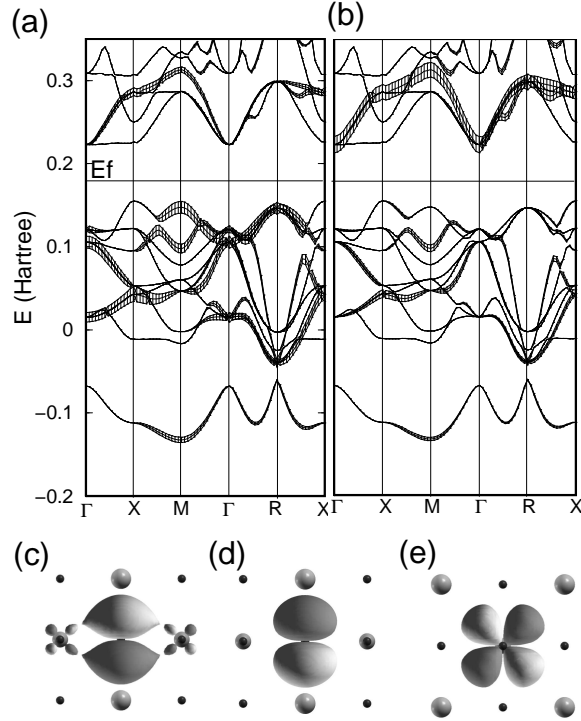 (a) (b)
0.3
0.2
Ef
0.1
0
−0.1
−0.2
E (Hartree)
Γ X M Γ R X
Γ X M Γ R X
(c) (d) (e)